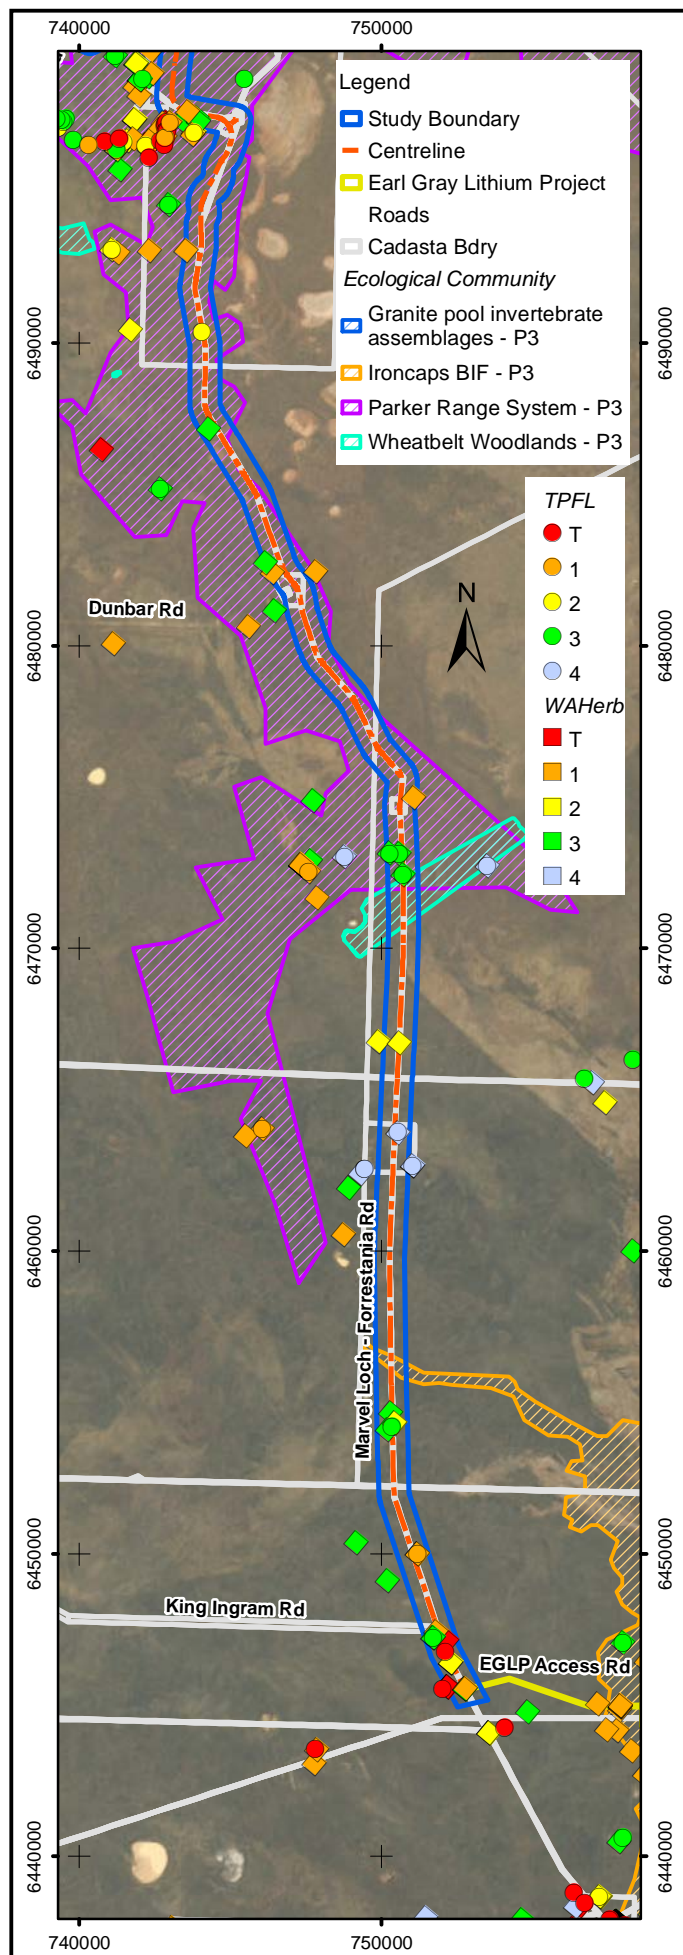 740000
750000
Legend
Study Boundary
Centreline
Earl Gray Lithium Project
Roads
Cadasta Bdry
Ecological Community
Granite pool invertebrate
assemblages - P3
Ironcaps BIF - P3
Parker Range System - P3
Wheatbelt Woodlands - P3
TPFL
T
1
2
3
4
WAHerb
T
1
2
3
4
N
6490000
6490000
Dunbar Rd
6480000
6480000
6470000
6470000
6460000
6460000
Marvel Loch - Forrestania Rd
6450000
6450000
King Ingram Rd
EGLP Access Rd
6440000
6440000
740000
750000